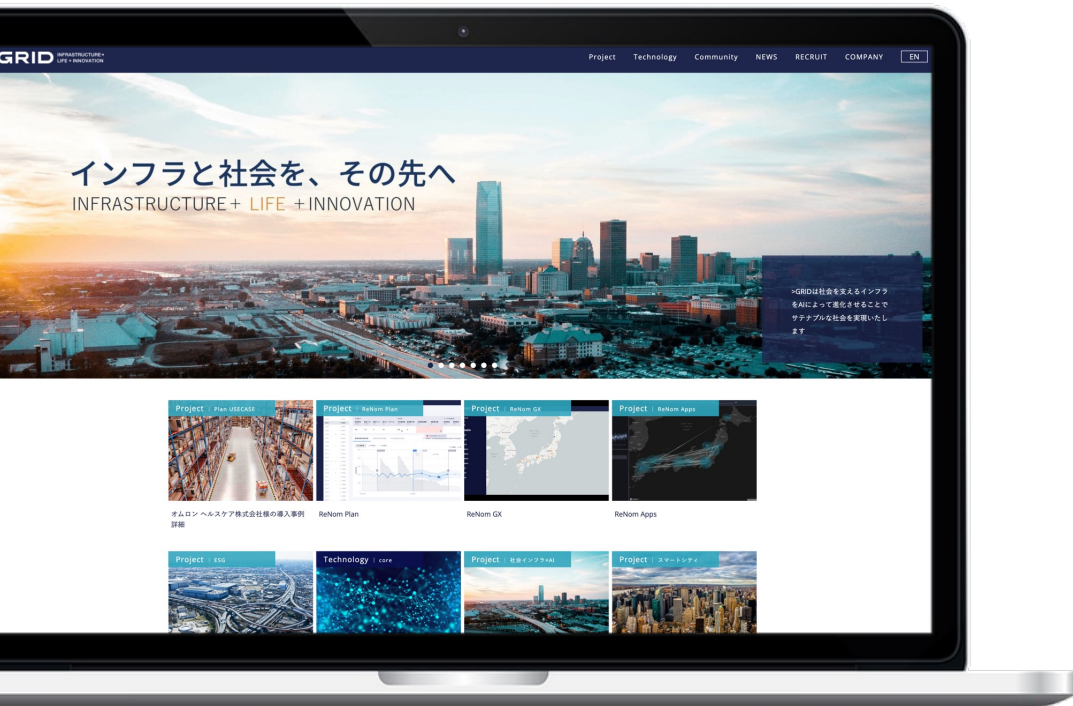 GRID INFRASTRUCTURE+
LIFE + INNOVATION
Project Technology Community NEWS RECRUIT COMPANY EN
インフラと社会を、その先へ
INFRASTRUCTURE+ LIFE +INNOVATION
>GRIDは社会を支えるインフラ
をAIによって進化させることで
サテナブルな社会を実現いたし
ます
Project | Plan USECASE
Project | ReNom Plan
Project | ReNom GX
Project | ReNom Apps
オムロン ヘルスケア株式会社様の導入事例
詳細
ReNom Plan
ReNom GX
ReNom Apps
Project | ESG
Technology | core
Project | 社会インフラ×AI
Project | スマートシティ